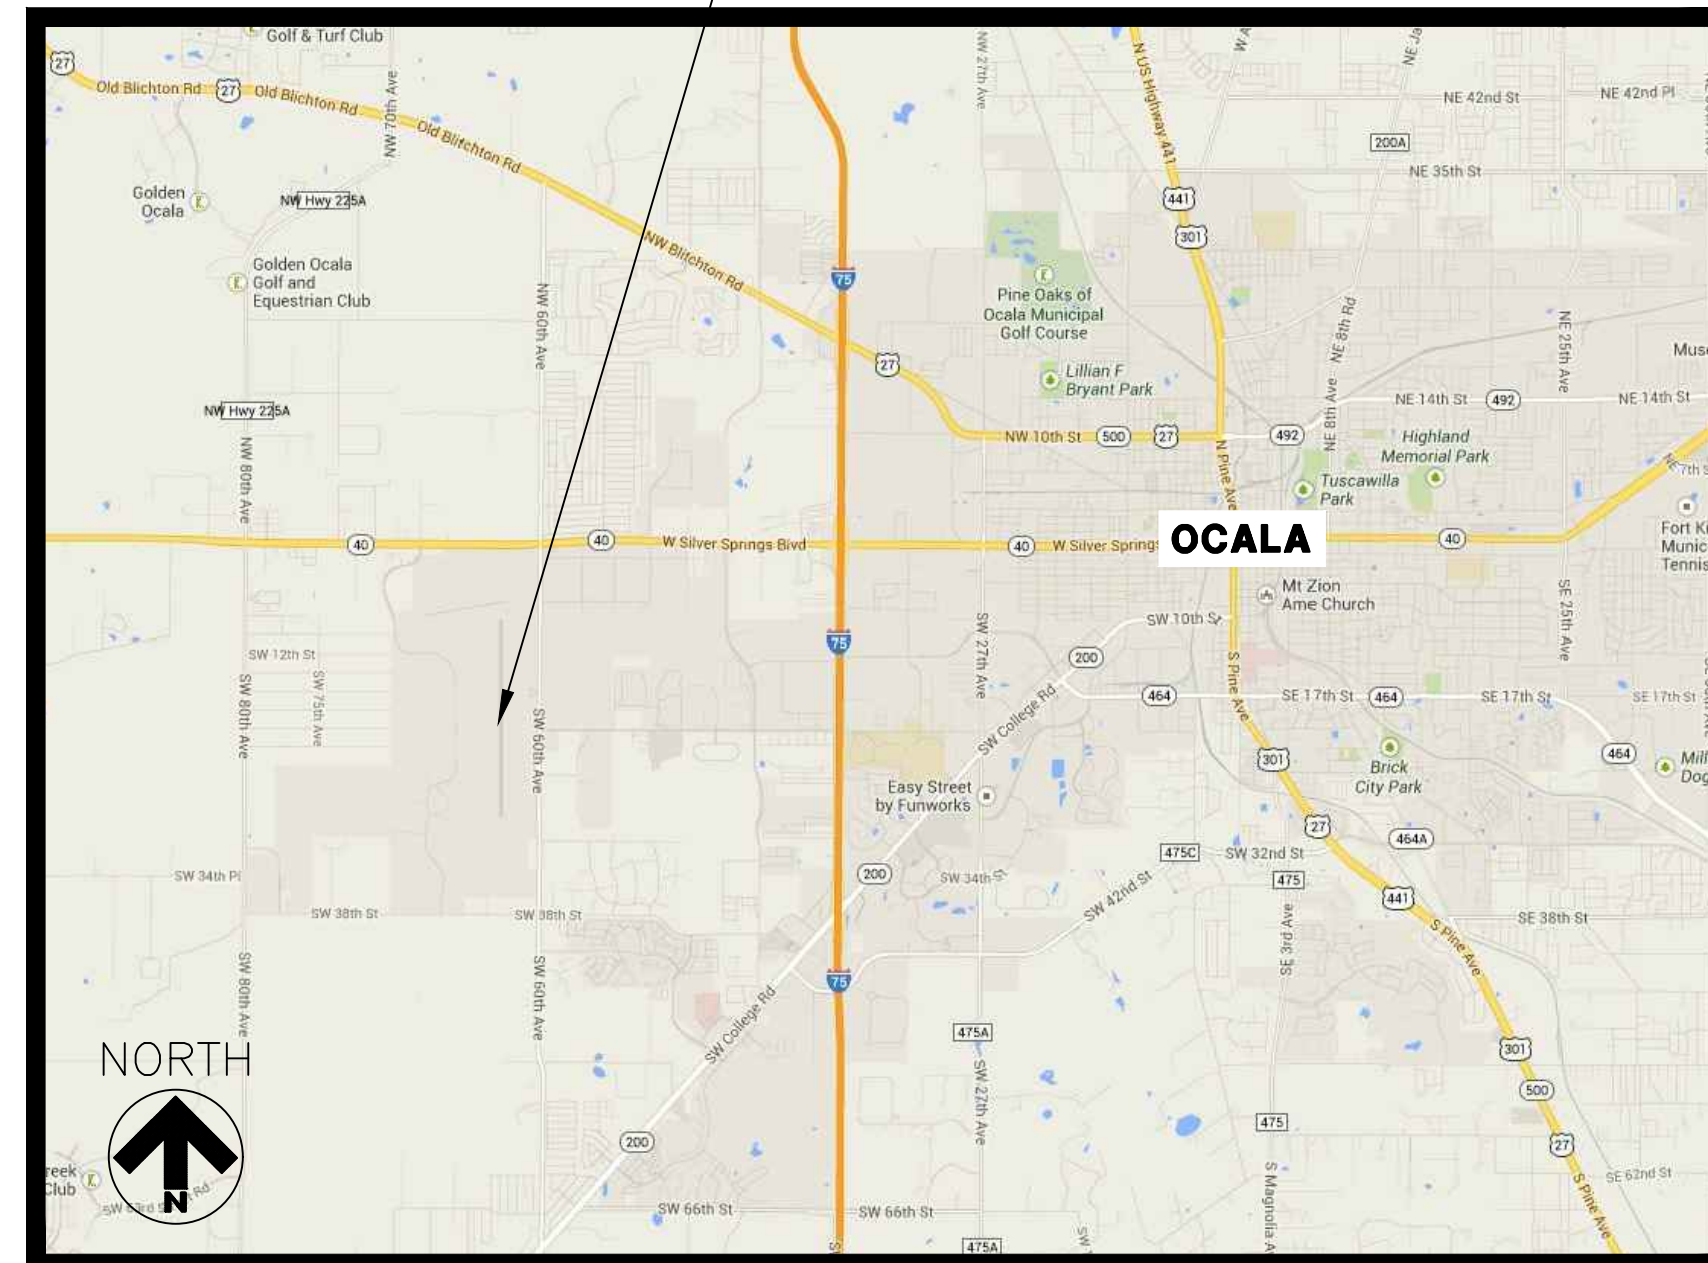 Golf & Turf Club
27
Old Blichton Rd
27
Old Blichton Rd
NW 70th Ave
Old Blitchton Rd
NW 27th Ave
N US Highway 441
NE 42nd St
NE 42nd Pl
200A
NE 35th St
Golden
Ocala
NW Hwy 225A
441
301
NW Blitchton Rd
Golden Ocala
Golf and
Equestrian Club
75
Pine Oaks of
Ocala Municipal
Golf Course
NW 60th Ave
NE 8th Rd
NE 25th Ave
27
Lillian F
Bryant Park
NE 8th Ave
NE 14th St
492
NE 14th St
NW Hwy 225A
NW 10th St
500
27
492
Highland
Memorial Park
NW 80th Ave
N Pine Ave
Tuscawilla
Park
40
40
W Silver Springs Blvd
40
W Silver Springs
OCALA
40
Mt Zion
Ame Church
SE 25th Ave
SW 10th St
SW 12th St
SW 75th Ave
SW 80th Ave
75
SW 27th Ave
200
464
SE 17th St
464
SE 17th St
SE 17th St
S Pine Ave
SW 60th Ave
SW College Rd
301
Brick
City Park
464
Easy Street
by Funworks
27
464A
475C
SW 32nd St
SW 34th Pl
200
SW 34th St
SW 42nd St
475
441
SW 38th St
SW 38th St
SE 3rd Ave
SE 38th St
S Pine Ave
SW 80th Ave
SW 60th Ave
75
SW College Rd
475A
301
500
NORTH
SW 27th Ave
475
200
27
SE 62nd St
N
S Pine Ave
SW 66th St
SW 66th St
475A